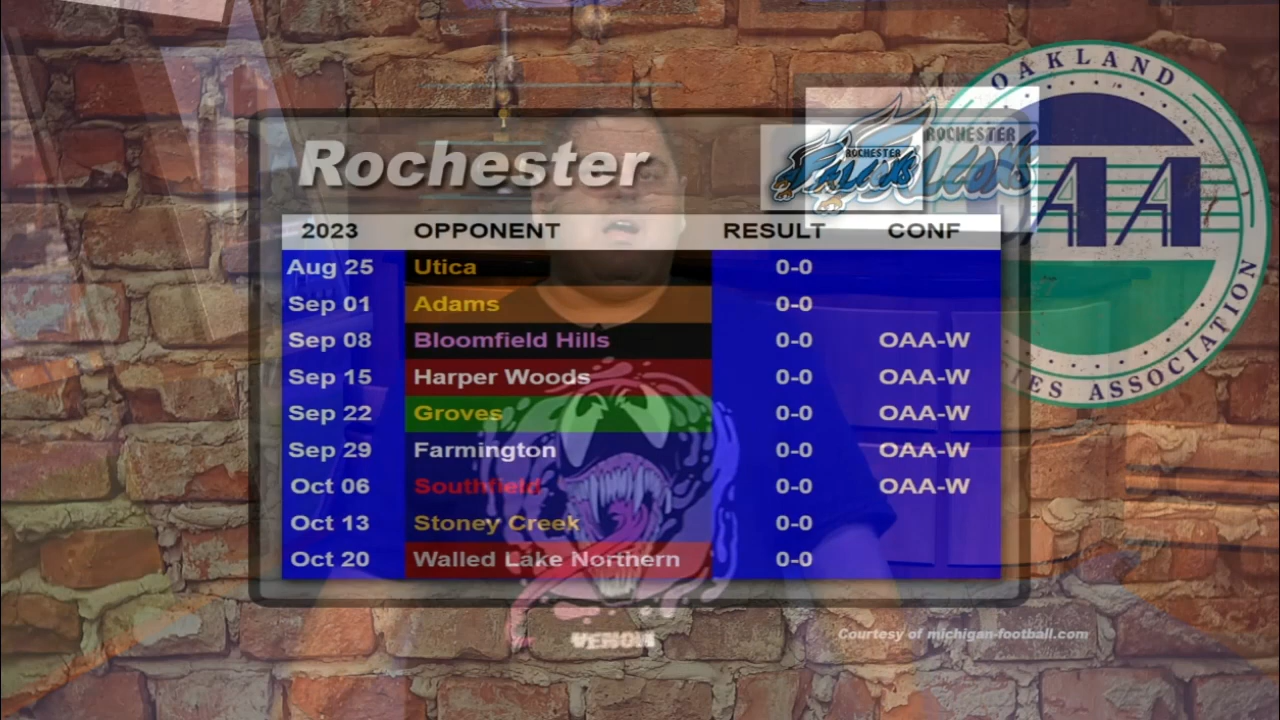 OAKLAND
Rochester
ROCHESTER
ROCHESTER
FALCONS
AA
2023 OPPONENT RESULT CONF
Aug 25 Utica 0-0
Sep 01 Adams 0-0
Sep 08 Bloomfield Hills 0-0 OAA-W
Sep 15 Harper Woods 0-0 OAA-W
ASSOCIATION
Sep 22 Groves 0-0 OAA-W
Sep 29 Farmington 0-0 OAA-W
Oct 06 Southfield 0-0 OAA-W
Oct 13 Stoney Creek 0-0
Oct 20 Walled Lake Northern 0-0
VENOM
Courtesy of michigan-football.com